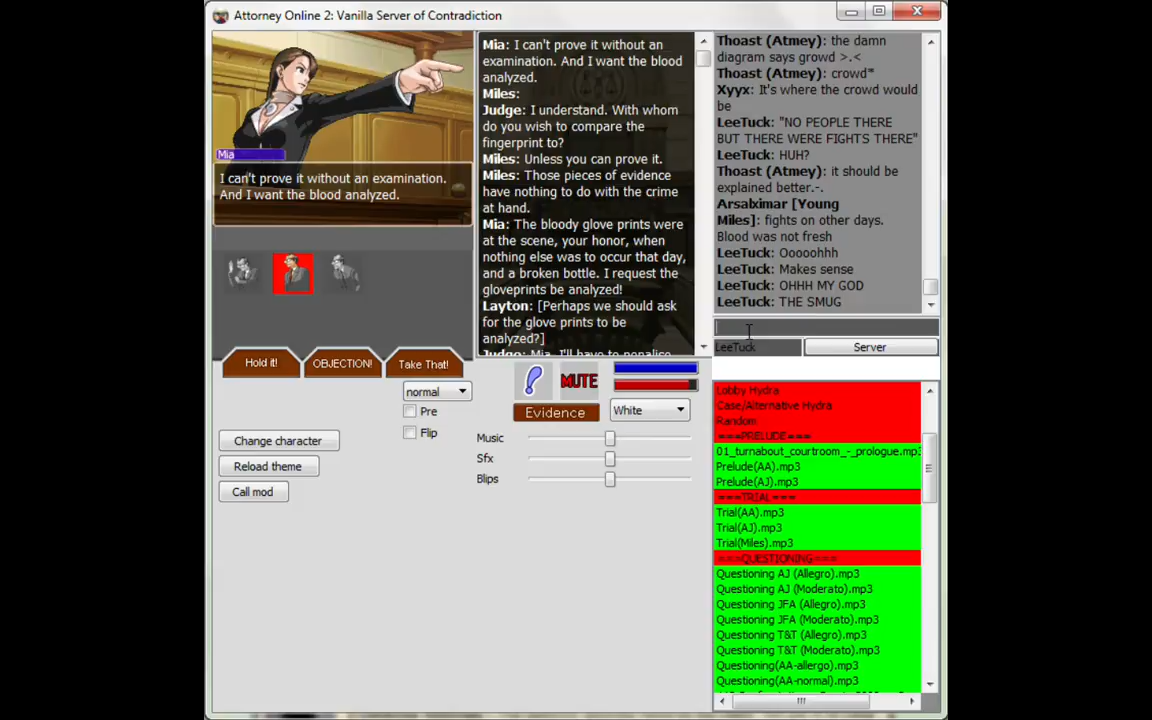 Attorney Online 2: Vanilla Server of Contradiction
Mia
I can't prove it without an examination.
And I want the blood analyzed.
Mia: I can't prove it without an
examination. And I want the blood
analyzed.
Miles:
Judge: I understand. With whom
do you wish to compare the
fingerprint to?
Miles: Unless you can prove it.
Miles: Those pieces of evidence
have nothing to do with the crime
at hand.
Mia: The bloody glove prints were
at the scene, your honor, when
nothing else was to occur that day,
and a broken bottle. I request the
gloveprints be analyzed!
Layton: [Perhaps we should ask
for the glove prints to be
analyzed?]
Judge: Mia, I'll have to penalise
Thoast (Atmey): the damn
diagram says growd >.<
Thoast (Atmey): crowd*
Xyyx: It's where the crowd would
be
LeeTuck: "NO PEOPLE THERE
BUT THERE WERE FIGHTS THERE"
LeeTuck: HUH?
Thoast (Atmey): it should be
explained better.-.
Arsalximar [Young
Miles]: fights on other days.
Blood was not fresh
LeeTuck: Ooooohhh
LeeTuck: Makes sense
LeeTuck: OHHH MY GOD
LeeTuck: THE SMUG
LeeTuck
Server
Hold it!
OBJECTION!
Take That!
normal
Pre
Flip
MUTE
Evidence
White
Music
Sfx
Blips
Change character
Reload theme
Call mod
Lobby Hydra
Case/Alternative Hydra
Random
===PRELUDE===
01_turnabout_courtroom_-_prologue.mp3
Prelude(AA).mp3
Prelude(AJ).mp3
===TRIAL===
Trial(AA).mp3
Trial(AJ).mp3
Trial(Miles).mp3
===QUESTIONING===
Questioning AJ (Allegro).mp3
Questioning AJ (Moderato).mp3
Questioning JFA (Allegro).mp3
Questioning JFA (Moderato).mp3
Questioning T&T (Allegro).mp3
Questioning T&T (Moderato).mp3
Questioning(AA-allergo).mp3
Questioning(AA-normal).mp3